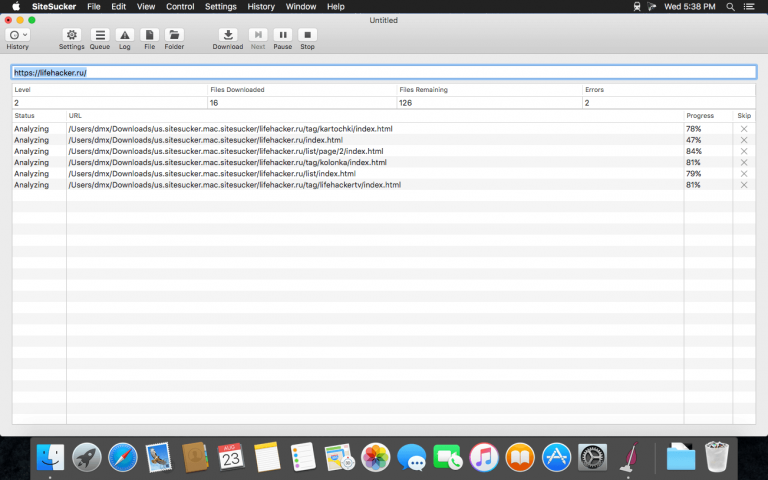 SiteSucker File Edit View Control Settings History Window Help Wed 5:38 PM
Untitled
History Settings Queue Log File Folder Download Next Pause Stop
https://lifehacker.ru/
Level Files Downloaded Files Remaining Errors
2 16 126 2
Status URL Progress Skip
Analyzing /Users/dmx/Downloads/us.sitesucker.mac.sitesucker/lifehacker.ru/tag/kartochki/index.html 78%
Analyzing /Users/dmx/Downloads/us.sitesucker.mac.sitesucker/lifehacker.ru/index.html 47%
Analyzing /Users/dmx/Downloads/us.sitesucker.mac.sitesucker/lifehacker.ru/list/page/2/index.html 84%
Analyzing /Users/dmx/Downloads/us.sitesucker.mac.sitesucker/lifehacker.ru/tag/kolonka/index.html 81%
Analyzing /Users/dmx/Downloads/us.sitesucker.mac.sitesucker/lifehacker.ru/list/index.html 79%
Analyzing /Users/dmx/Downloads/us.sitesucker.mac.sitesucker/lifehacker.ru/tag/lifehackertv/index.html 81%
AUG
23